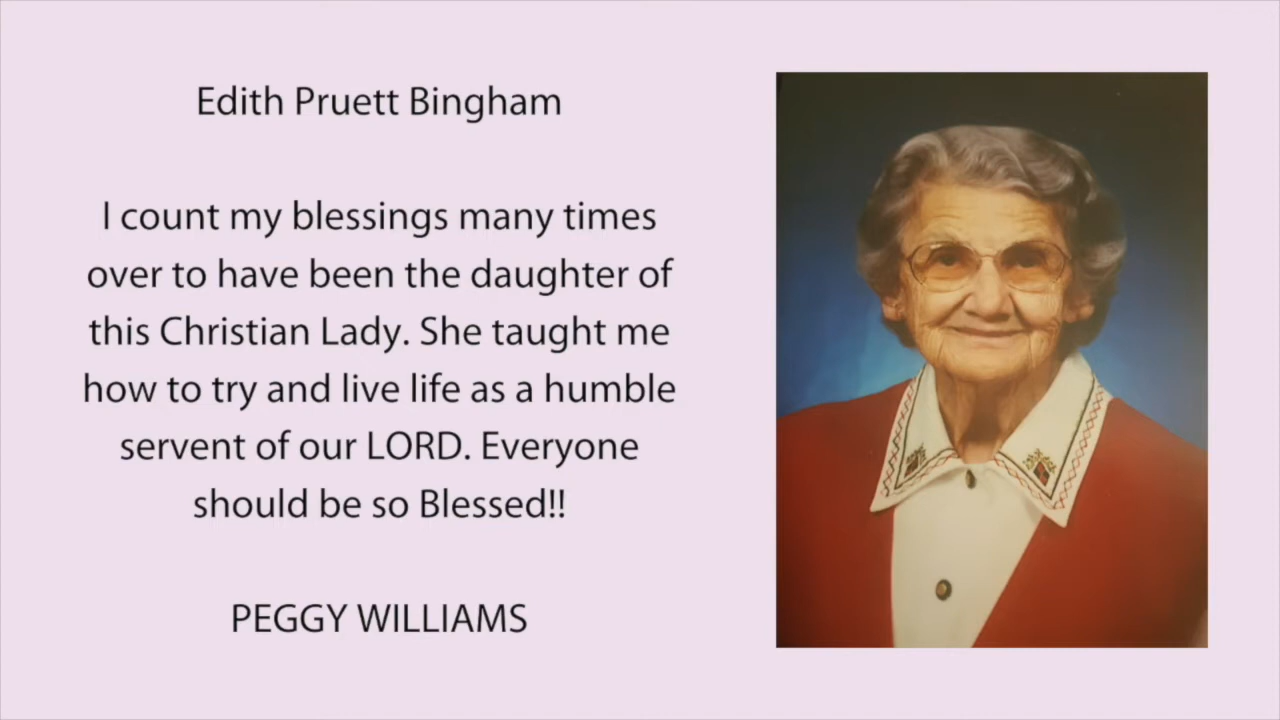 Edith Pruett Bingham
I count my blessings many times
over to have been the daughter of
this Christian Lady. She taught me
how to try and live life as a humble
servent of our LORD. Everyone
should be so Blessed!!
PEGGY WILLIAMS